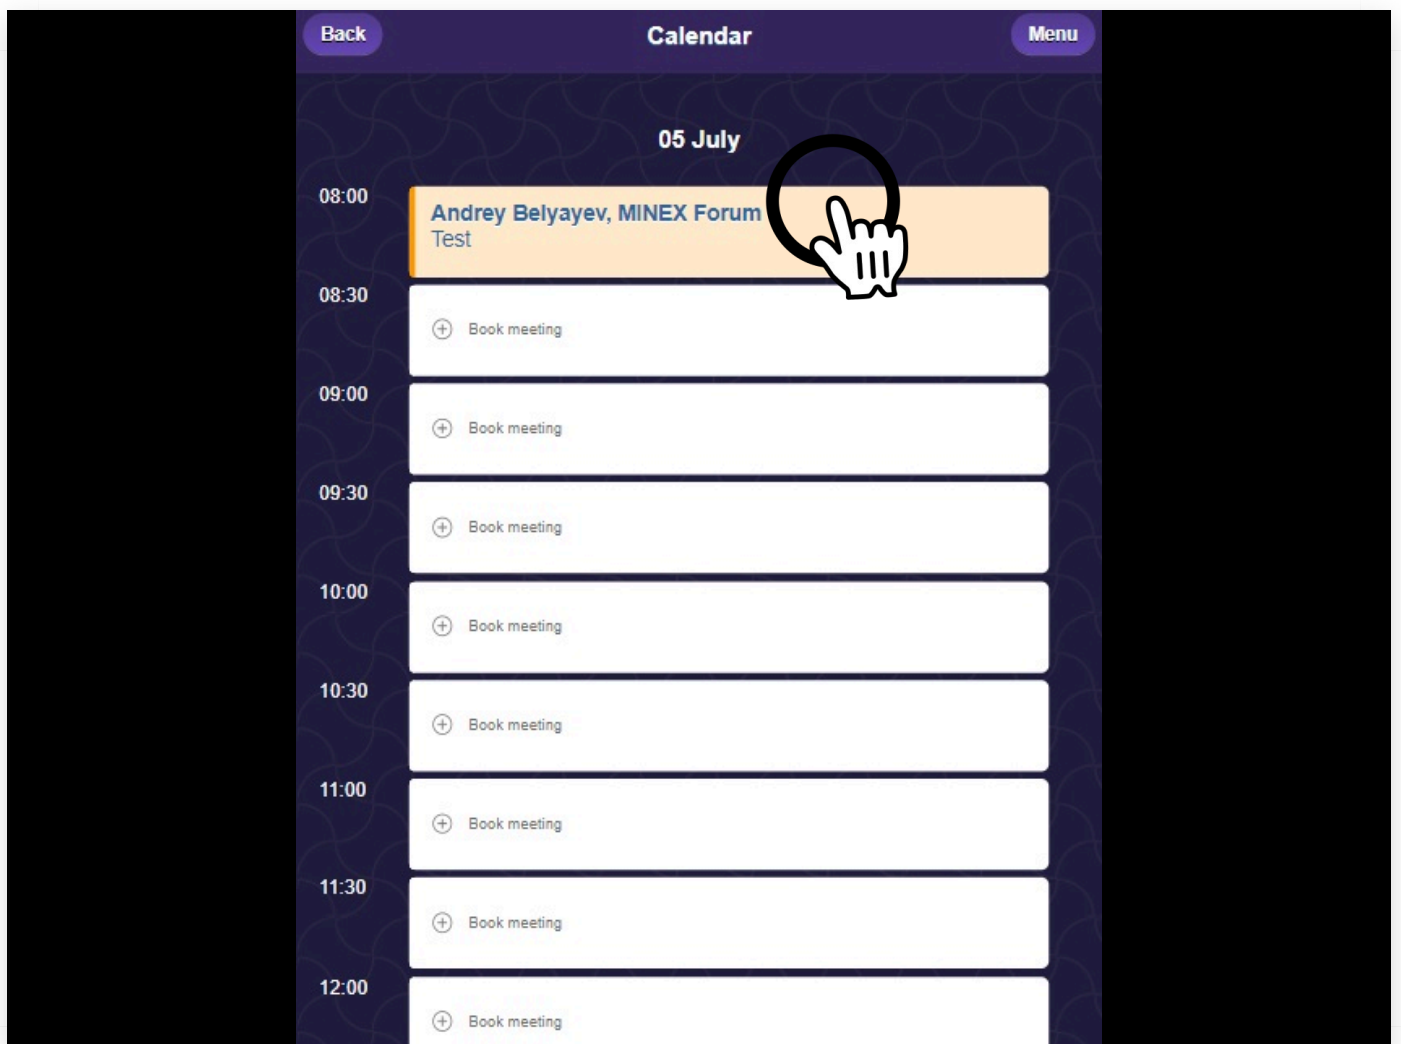 Back
Calendar
Menu
05 July
08:00
Andrey Belyayev, MINEX Forum
Test
08:30
Book meeting
09:00
Book meeting
09:30
Book meeting
10:00
Book meeting
10:30
Book meeting
11:00
Book meeting
11:30
Book meeting
12:00
Book meeting